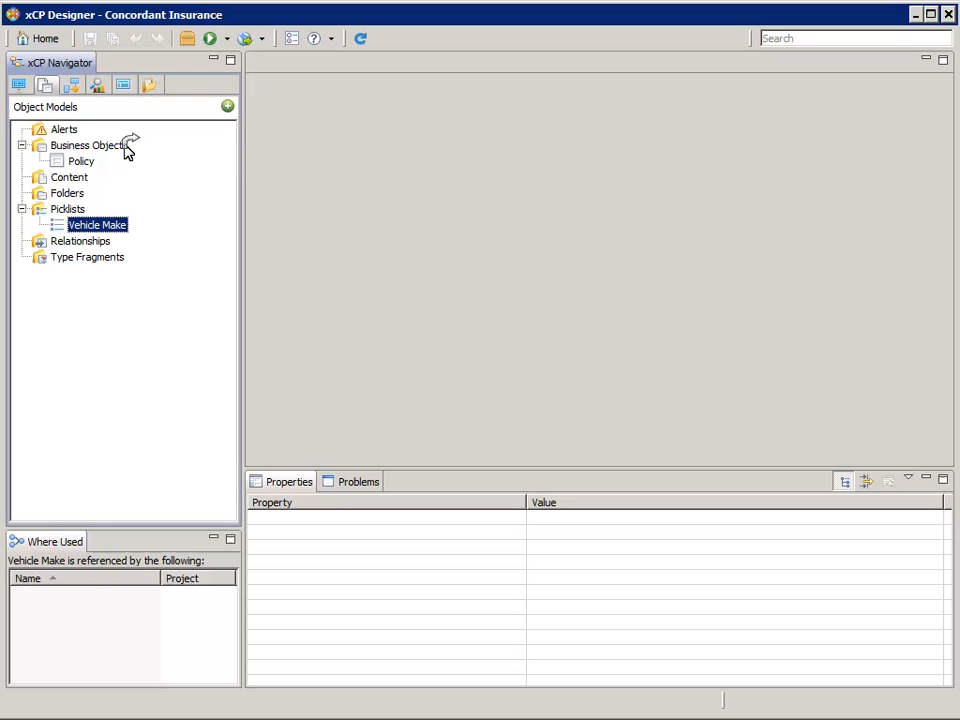 xCP Designer - Concordant Insurance
Home
Search
xCP Navigator
Object Models
Alerts
Business Objects
Policy
Content
Folders
Picklists
Vehicle Make
Relationships
Type Fragments
Properties
Problems
Property
Value
Where Used
Vehicle Make is referenced by the following:
Name
Project